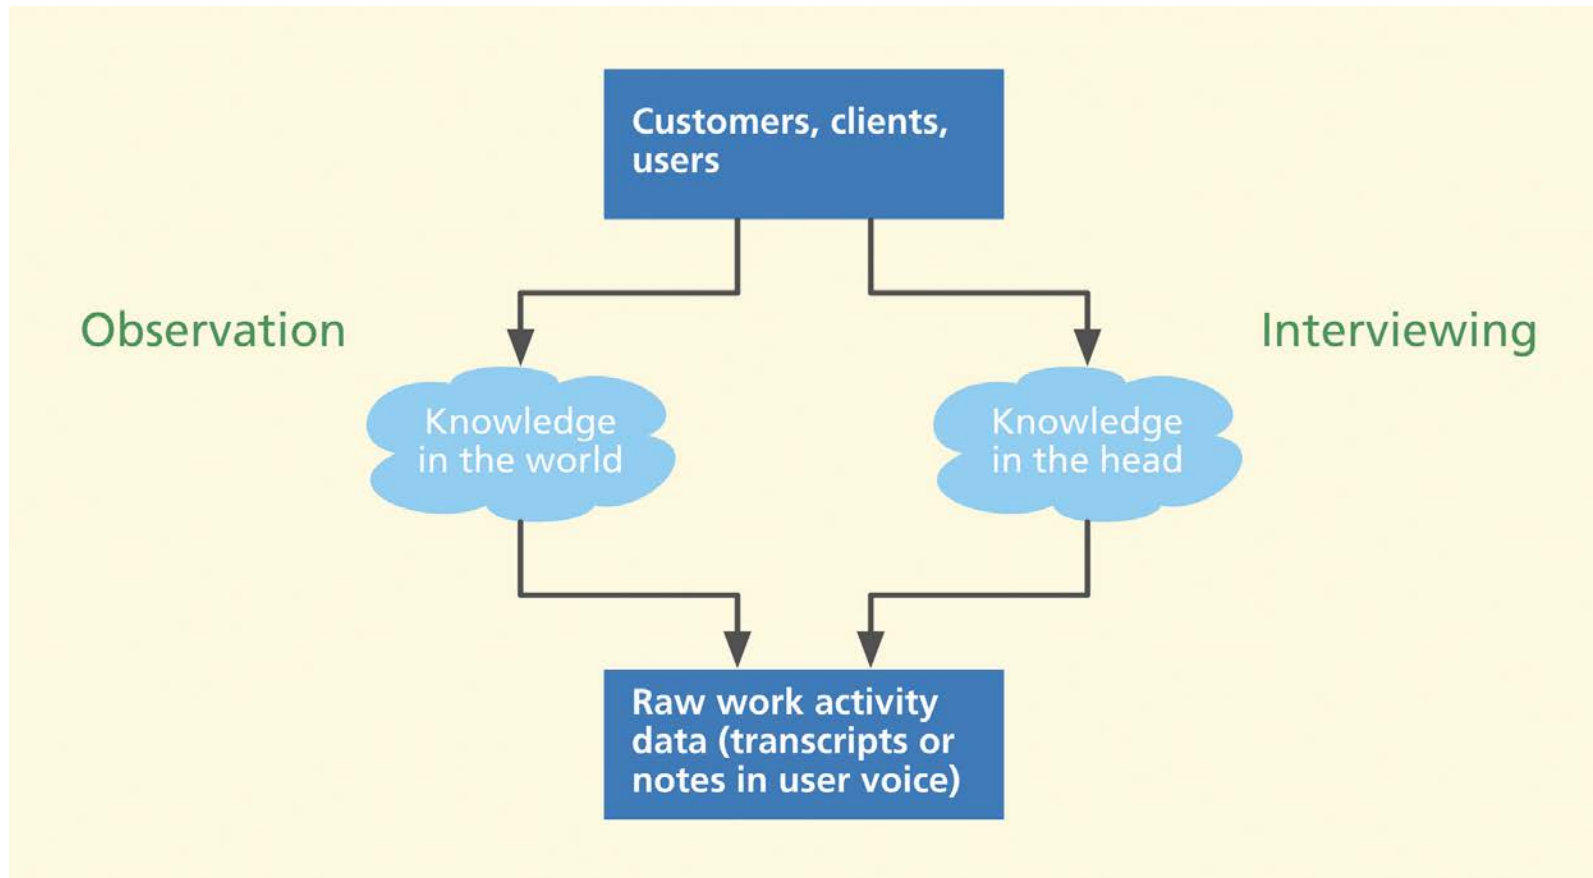 Customers, clients,
users
Observation
Interviewing
Knowledge
in the world
Knowledge
in the head
Raw work activity
data (transcripts or
notes in user voice)